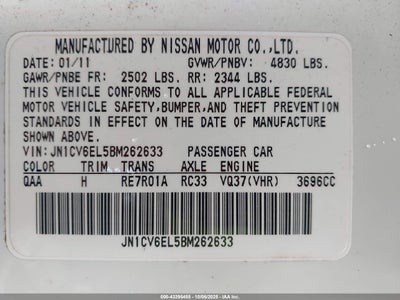 MANUFACTURED BY NISSAN MOTOR CO.,LTD.
DATE: 01/11 GVWR/PNBV: 4830 LBS.
GAWR/PNBE FR: 2502 LBS. RR: 2344 LBS.
THIS VEHICLE CONFORMS TO ALL APPLICABLE FEDERAL
MOTOR VEHICLE SAFETY, BUMPER, AND THEFT PREVENTION
STANDARDS IN EFFECT ON THE DATE OF MANUFACTURE
SHOWN ABOVE.
VIN: JN1CV6EL5BM262633 PASSENGER CAR
COLOR TRIM TRANS AXLE ENGINE
QAA H RE7R01A RC33 VQ37(VHR) 3696CC
JN1CV6EL5BM262633